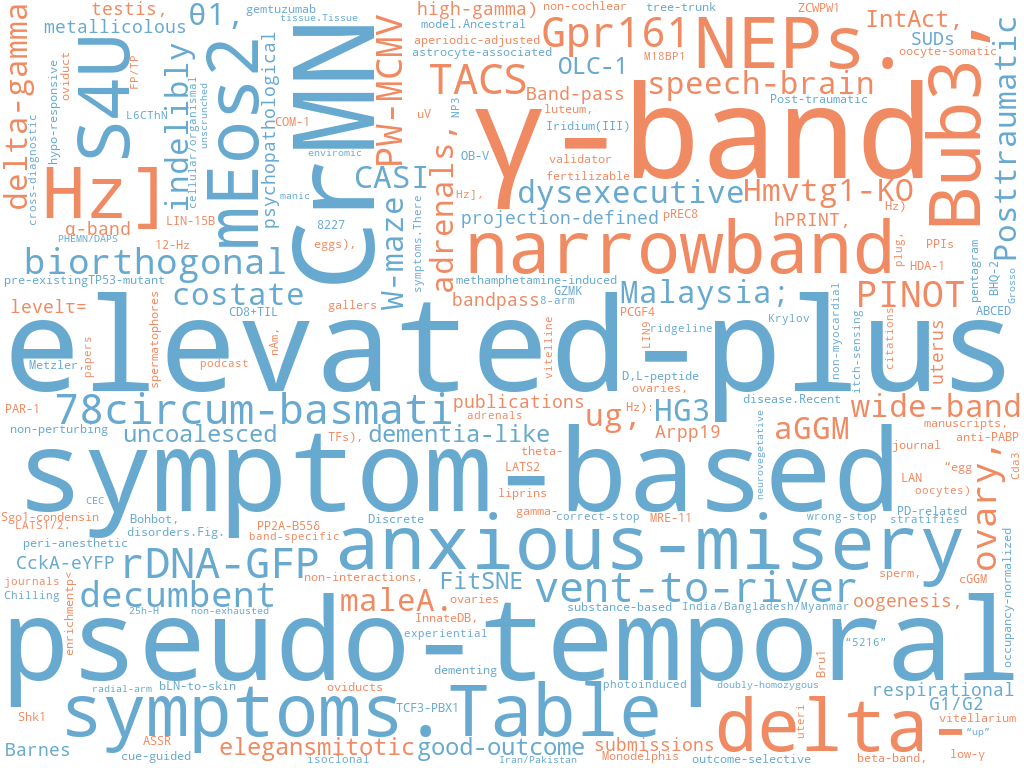 testis,
θ1,
gemtuzumab
tissue.Tissue
metallicolous
high-gamma)
non-cochlear
tree-trunk
ZCWPW1
model.Ancestral
aperiodic-adjusted
astrocyte-associated
Gpr161
M18BP1
NEPs.
IntAct,
SUDs
oocyte-somatic
OLC-1
TACS
speech-brain
Band-pass
Post-traumatic
delta-gamma
S4U
oviduct
FP/TP
hypo-responsive
cross-diagnostic
L6CThN
indelibly
cellular/organismal
unscrunched
mEos2,
psychopathological
COM-1
enviromic
manic
CrMN
PW-MCMV
uV
NP3
luteum,
Iridium(III)
γ-band
OB-V
validator
fertilizable
Bub3,
Posttraumatic
Hz]
CASI
adrenals,
Hz],
dysexecutive
Hmvtg1-KO
Hz)
α-band
LIN-15B
8227
W-maze
symptoms.There
projection-defined
pREC8
hPRINT,
PHEMN/DAPS
12-Hz
eggs),
narrowband
plug,
PPIs
HDA-1
pentagram
BHQ-2
Grosso
biorthogonal
pre-existing
TP53-mutant
methamphetamine-induced
GZMK
8-arm
costate
bandpass
Malaysia;
PINOT
levelt=
CD8+TIL
gallers
PCGF4
Krylov
ABCED
elevated-plus
spermatophores
papers
Metzler,
podcast
nAm,
vitelline
LIN9
ridgeline
non-myocardial
itch-sensing
citations
uterus
D,L-peptide
ovaries,
PAR-1
78circum-basmati
publications
adrenals
ug,
Hz):
HG3
disease.Recent
wide-band
non-perturbing
uncoalesced
TFs),
dementia-like
theta-
Arpp19
aGGM
manuscripts,
anti-PABP
journal
symptom-based
LATS2
liprins
neurovegetative
“egg
LAN
oocytes)
Cda3
ovary,
CEC
Sgo1-condensin
LATS1/2.
Bohbot,
disorders.Fig.
PP2A-B55δ
band-specific
Discrete
gamma-
correct-stop
MRE-11
wrong-stop
PD-related
stratifies
peri-anesthetic
CckA-eYFP
rDNA-GFP
anxious-misery
sperm,
cGGM
occupancy-normalized
journals
Chilling
enrichmentp<
decumbent
non-interactions,
FitSNE
vent-to-river
25h-H
non-exhausted
maleA.
ovaries
InnateDB,
experiential
substance-based
India/Bangladesh/Myanmar
oogenesis,
pseudo-temporal
“5216”
Bru1
dementing
radial-arm
bLN-to-skin
oviducts
photoinduced
doubly-homozygous
respirational
G1/G2
Shk1
symptoms.Table
TCF3-PBX1
delta-
uteri
vitellarium
“up”
Barnes
ASSR
cue-guided
elegansmitotic
isoclonal
good-outcome
Iran/Pakistan
submissions
Monodelphis
outcome-selective
beta-band,
low-γ